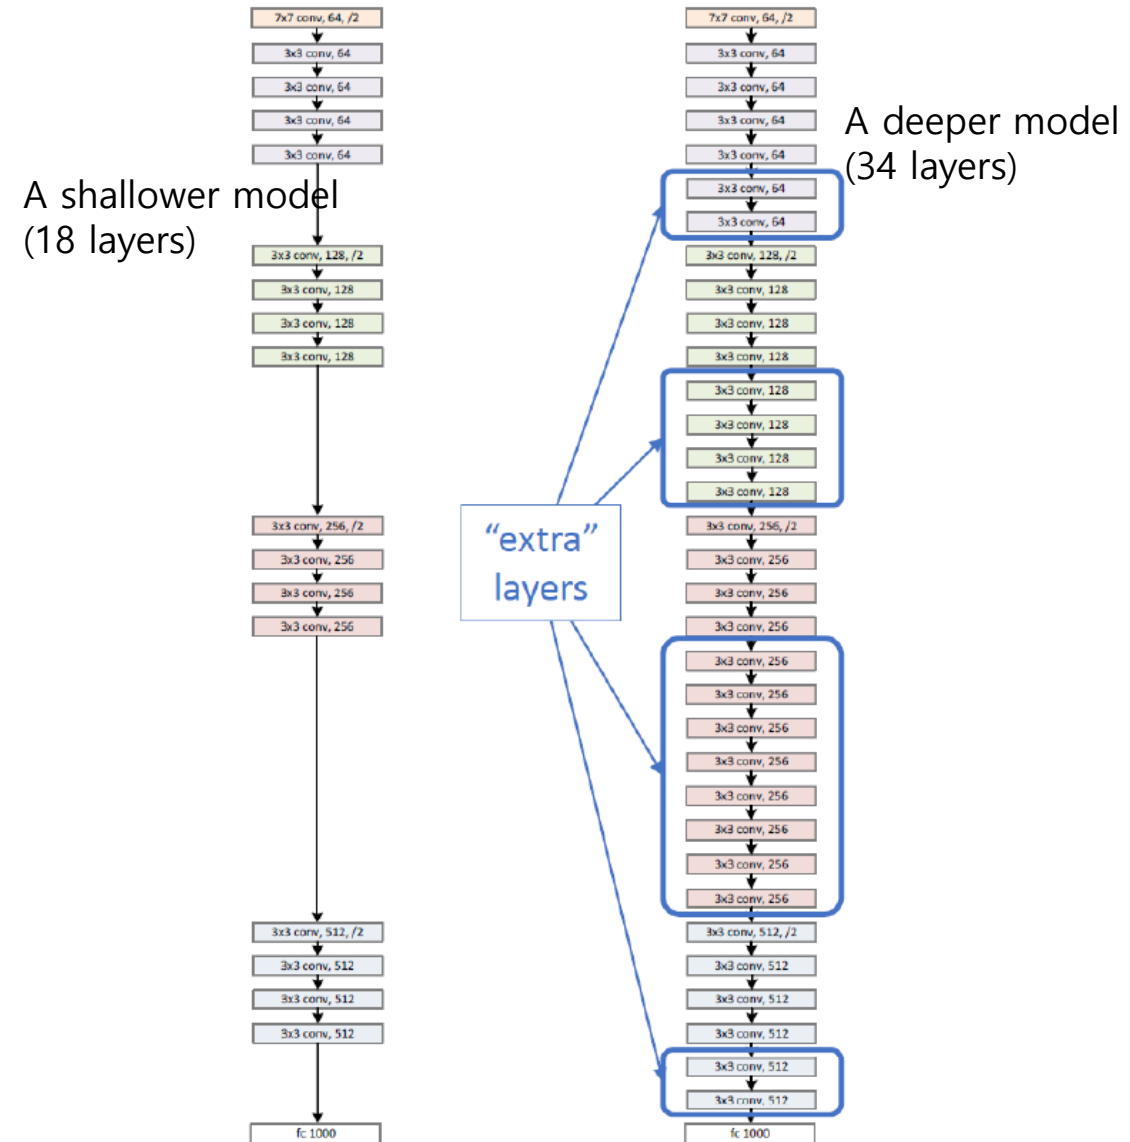 7x7 conv, 64, /2
3x3 conv, 64
3x3 conv, 64
3x3 conv, 64
3x3 conv, 64
A shallower model
(18 layers)
3x3 conv, 128, /2
3x3 conv, 128
3x3 conv, 128
3x3 conv, 128
3x3 conv, 256, /2
3x3 conv, 256
3x3 conv, 256
3x3 conv, 256
3x3 conv, 512, /2
3x3 conv, 512
3x3 conv, 512
3x3 conv, 512
fc 1000
“extra”
layers
7x7 conv, 64, /2
3x3 conv, 64
3x3 conv, 64
3x3 conv, 64
3x3 conv, 64
3x3 conv, 64
3x3 conv, 64
A deeper model
(34 layers)
3x3 conv, 128, /2
3x3 conv, 128
3x3 conv, 128
3x3 conv, 128
3x3 conv, 128
3x3 conv, 128
3x3 conv, 128
3x3 conv, 128
3x3 conv, 256, /2
3x3 conv, 256
3x3 conv, 256
3x3 conv, 256
3x3 conv, 256
3x3 conv, 256
3x3 conv, 256
3x3 conv, 256
3x3 conv, 256
3x3 conv, 256
3x3 conv, 256
3x3 conv, 256
3x3 conv, 512, /2
3x3 conv, 512
3x3 conv, 512
3x3 conv, 512
3x3 conv, 512
3x3 conv, 512
fc 1000